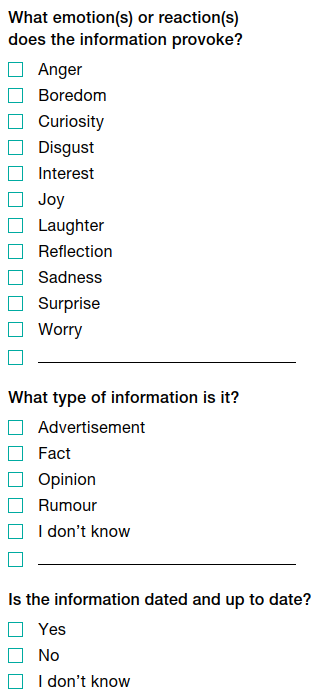 What emotion(s) or reaction(s)
does the information provoke?
Anger
Boredom
Curiosity
Disgust
Interest
Joy
Laughter
Reflection
Sadness
Surprise
Worry
What type of information is it?
Advertisement
Fact
Opinion
Rumour
I don't know
Is the information dated and up to date?
Yes
No
I don't know